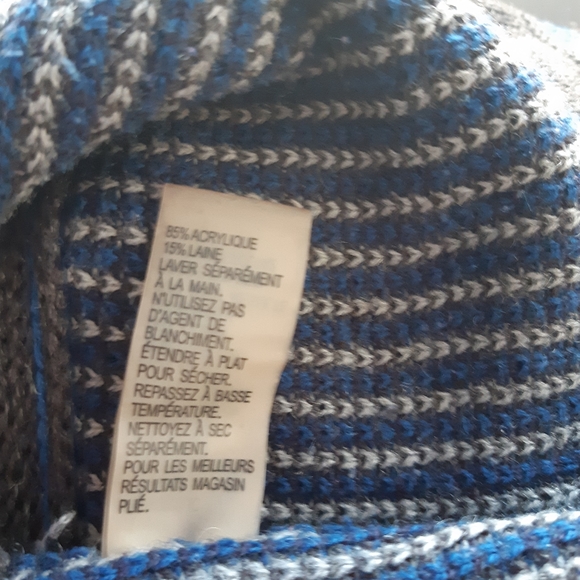 85% ACRYLIQUE
15% LAINE
LAVER SÉPARÉMENT
À LA MAIN.
N'UTILISEZ PAS
D'AGENT DE
BLANCHIMENT.
ÉTENDRE À PLAT
POUR SÉCHER.
REPASSEZ À BASSE
TEMPÉRATURE.
NETTOYEZ À SEC
SÉPARÉMENT.
POUR LES MEILLEURS
RÉSULTATS MAGASIN
PLIÉ.